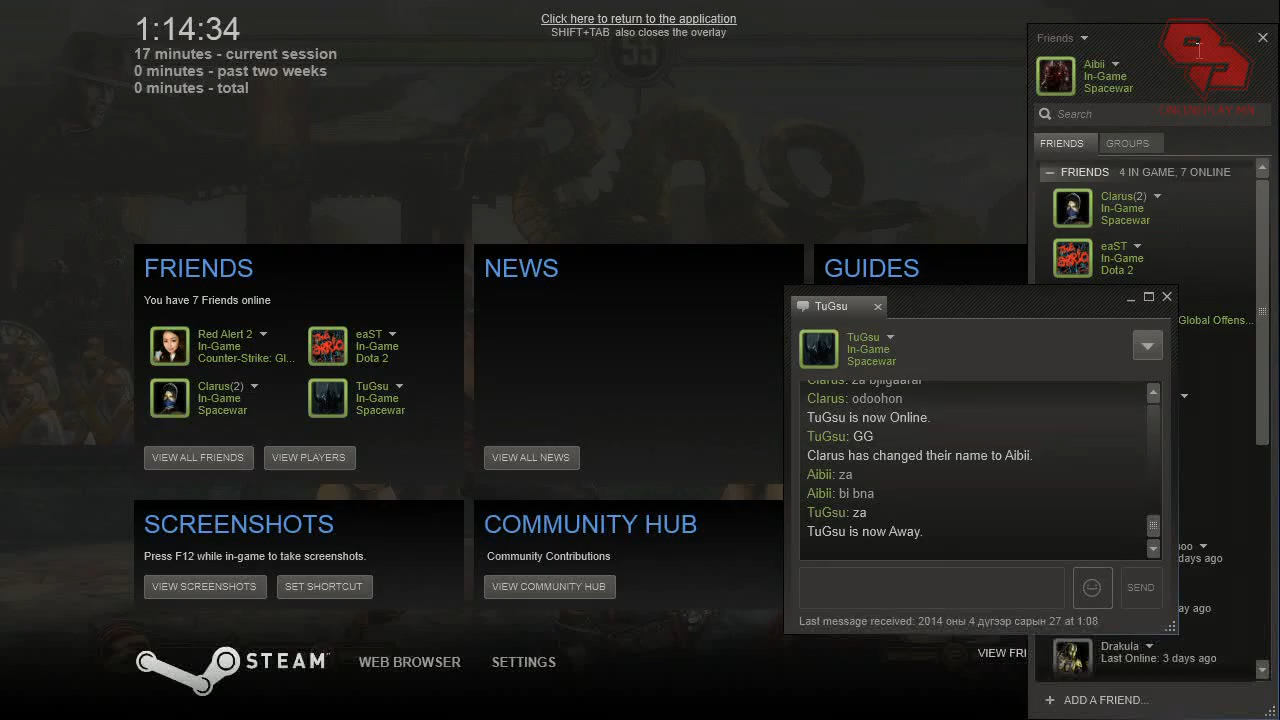 1:14:34
17 minutes - current session
0 minutes - past two weeks
0 minutes - total
Click here to return to the application
SHIFT+TAB also closes the overlay
55
FRIENDS
You have 7 Friends online
Red Alert 2
In-Game
Counter-Strike: Gl...
eaST
In-Game
Dota 2
Clarus(2)
In-Game
Spacewar
TuGsu
In-Game
Spacewar
VIEW ALL FRIENDS
VIEW PLAYERS
NEWS
VIEW ALL NEWS
GUIDES
SCREENSHOTS
Press F12 while in-game to take screenshots.
VIEW SCREENSHOTS
SET SHORTCUT
COMMUNITY HUB
Community Contributions
VIEW COMMUNITY HUB
STEAM
WEB BROWSER
SETTINGS
VIEW FRI
TuGsu
TuGsu
In-Game
Spacewar
Clarus: za bjilgaarai
Clarus: odoohon
TuGsu is now Online.
TuGsu: GG
Clarus has changed their name to Aibii.
Aibii: za
Aibii: bi bna
TuGsu: za
TuGsu is now Away.
SEND
Last message received: 2014 оны 4 дүгээр сарын 27 at 1:08
Friends
Aibii
In-Game
Spacewar
Search
FRIENDS
GROUPS
FRIENDS 4 IN GAME, 7 ONLINE
Clarus(2)
In-Game
Spacewar
eaST
In-Game
Dota 2
Global Offens...
days ago
ay ago
Drakula
Last Online: 3 days ago
ADD A FRIEND...